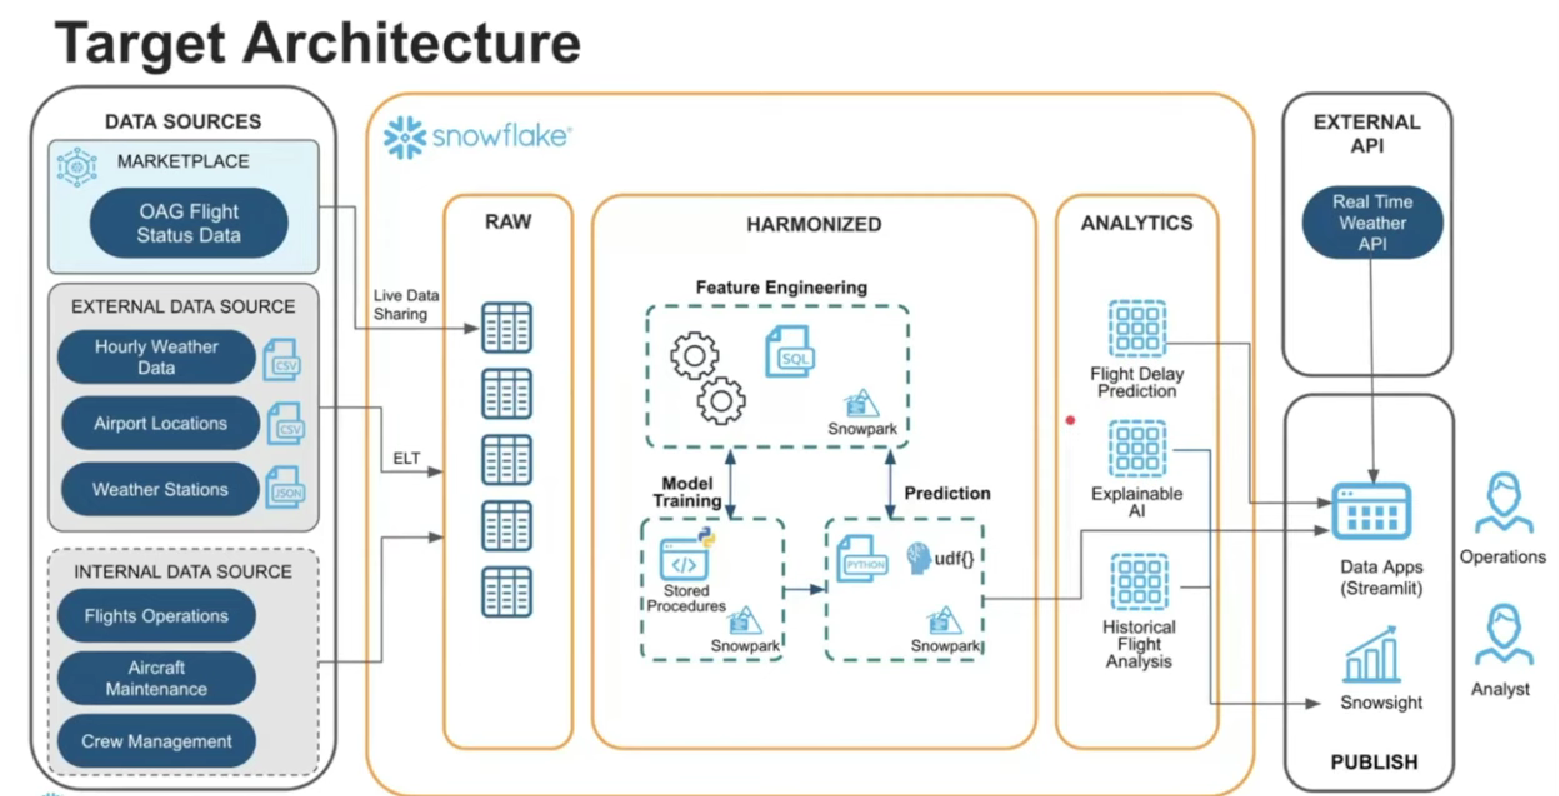 Target Architecture
DATA SOURCES
MARKETPLACE
OAG Flight
Status Data
EXTERNAL DATA SOURCE
Hourly Weather
Data
CSV
Airport Locations
CSV
Weather Stations
JSON
INTERNAL DATA SOURCE
Flights Operations
Aircraft
Maintenance
Crew Management
Live Data
Sharing
ELT
snowflake®
RAW
HARMONIZED
Feature Engineering
SQL
Snowpark
Model
Training
Prediction
Stored
Procedures
Snowpark
PYTHON
udf{}
Snowpark
ANALYTICS
Flight Delay
Prediction
Explainable
AI
Historical
Flight
Analysis
EXTERNAL
API
Real Time
Weather
API
Data Apps
(Streamlit)
Snowsight
PUBLISH
Operations
Analyst